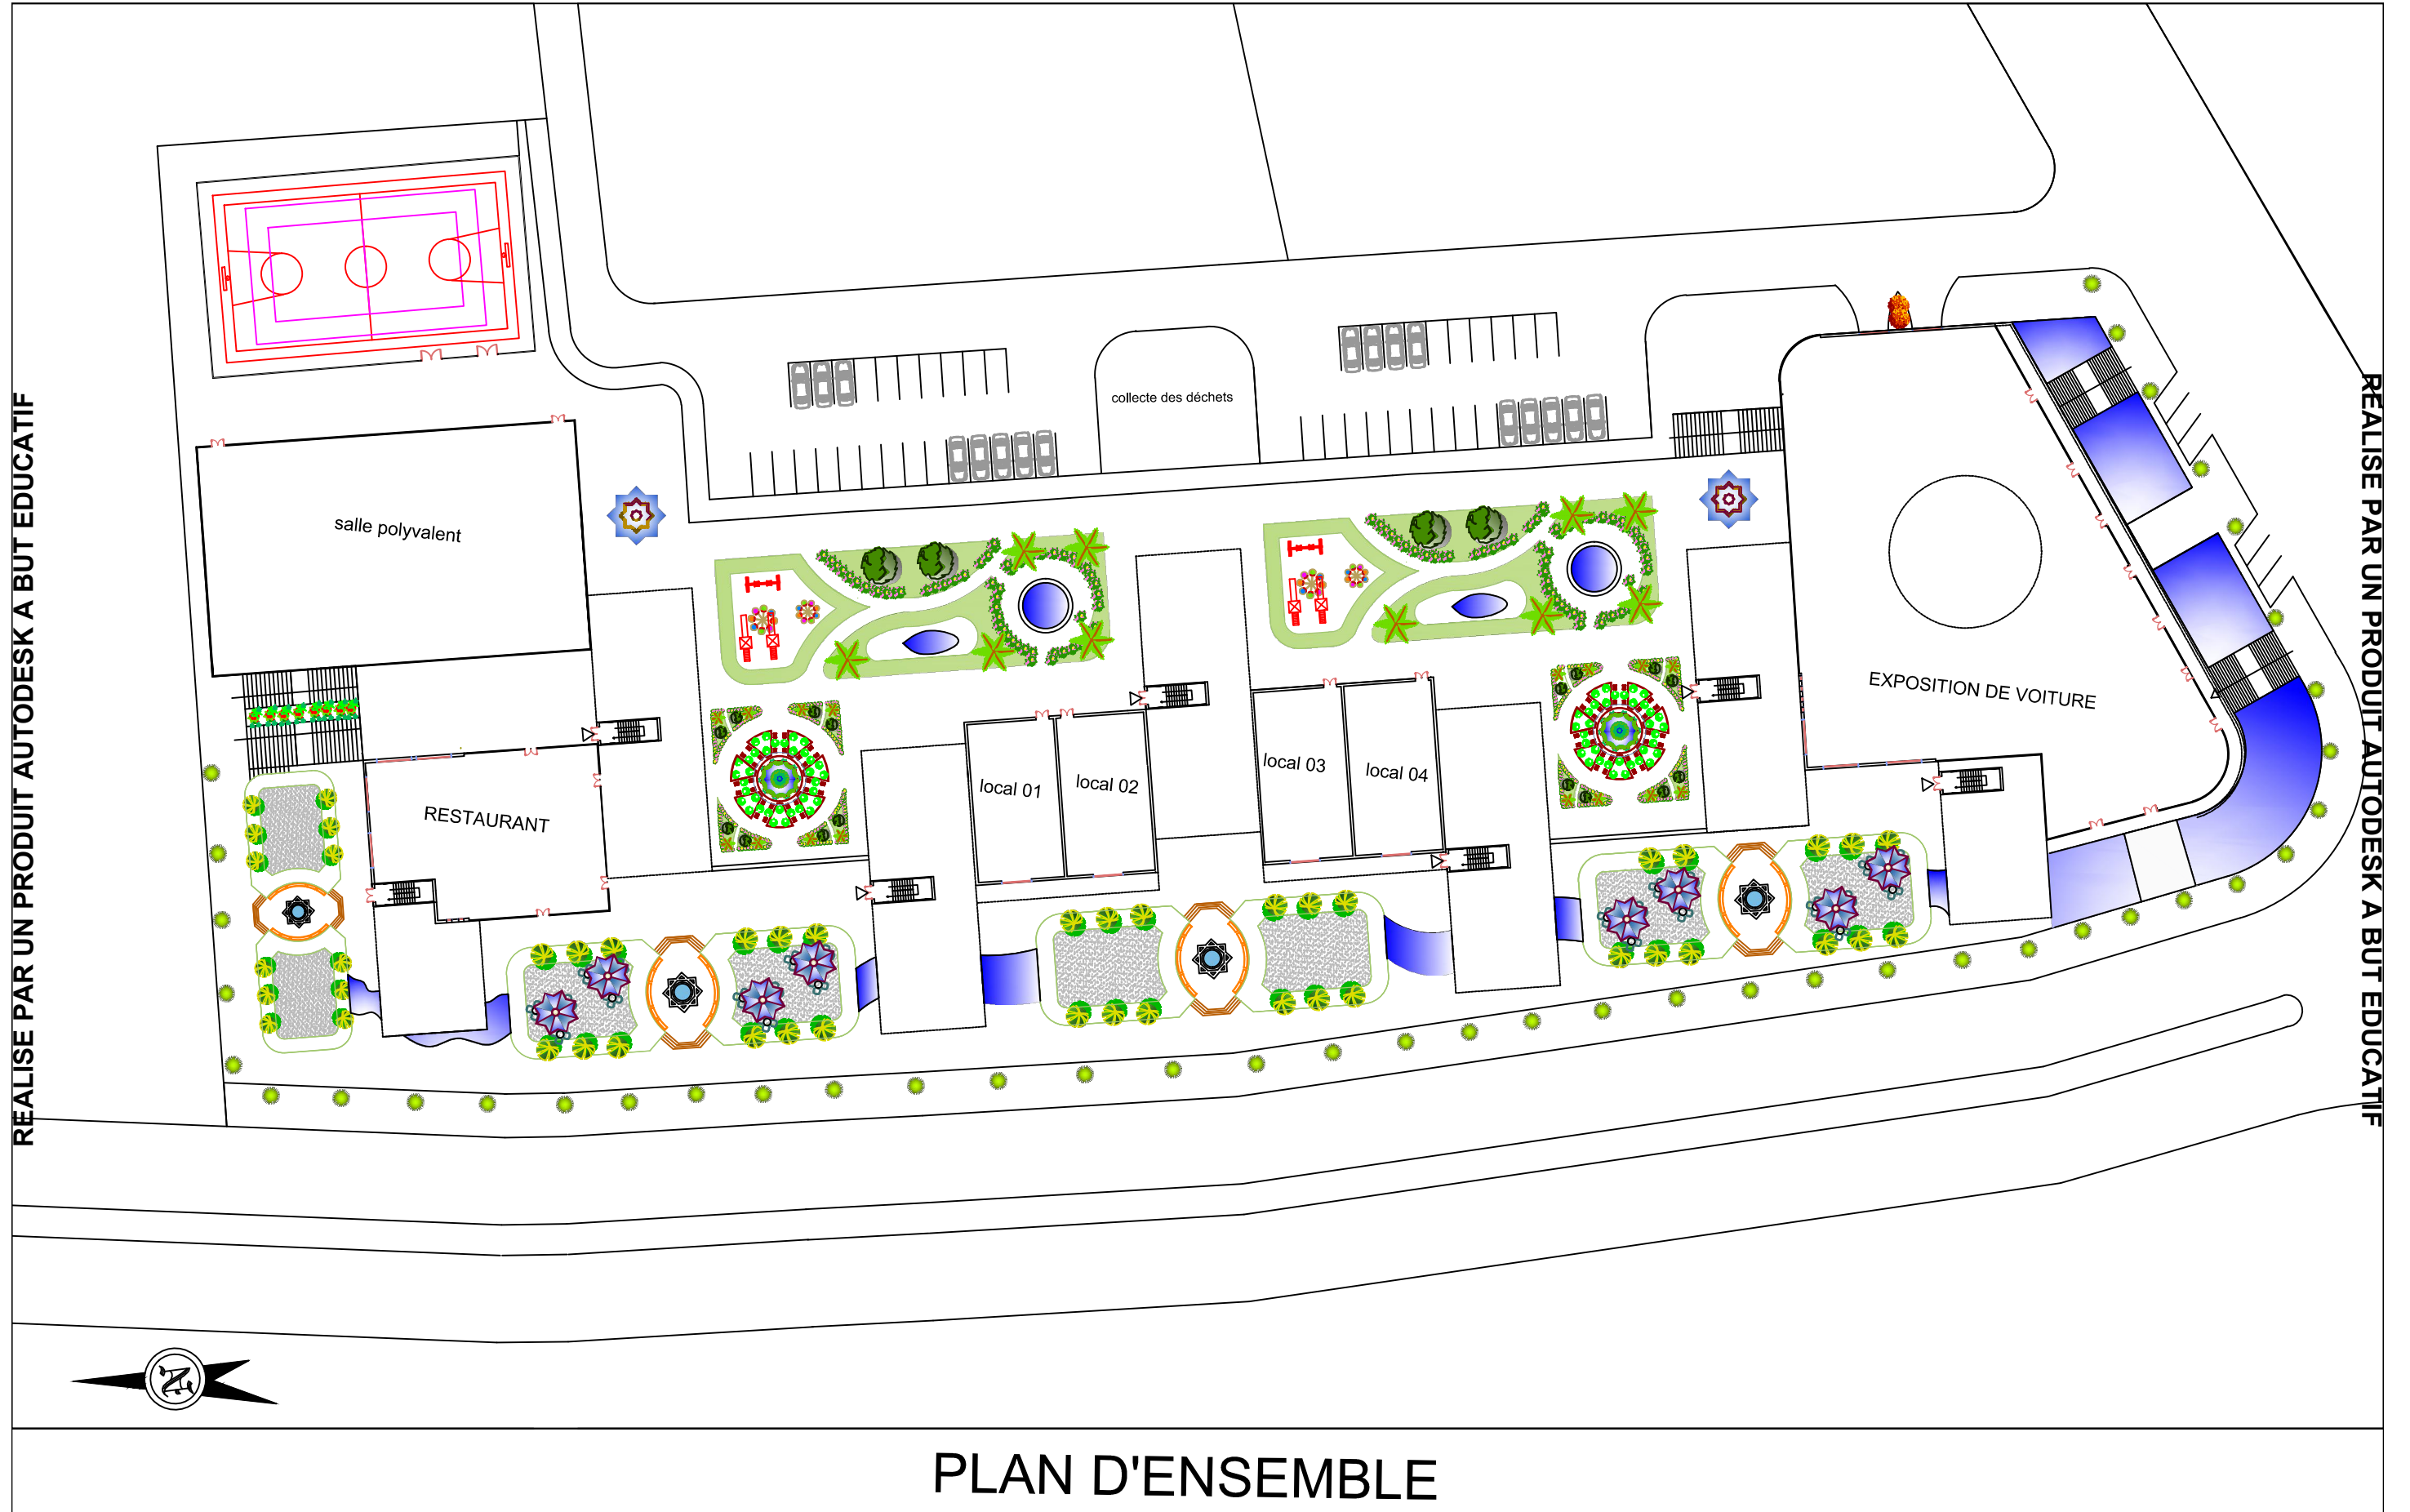 REALISE PAR UN PRODUIT AUTODESK A BUT EDUCATIF
collecte des déchets
salle polyvalent
EXPOSITION DE VOITURE
local 01
local 02
local 03
local 04
RESTAURANT
N
PLAN D'ENSEMBLE
REALISE PAR UN PRODUIT AUTODESK A BUT EDUCATIF